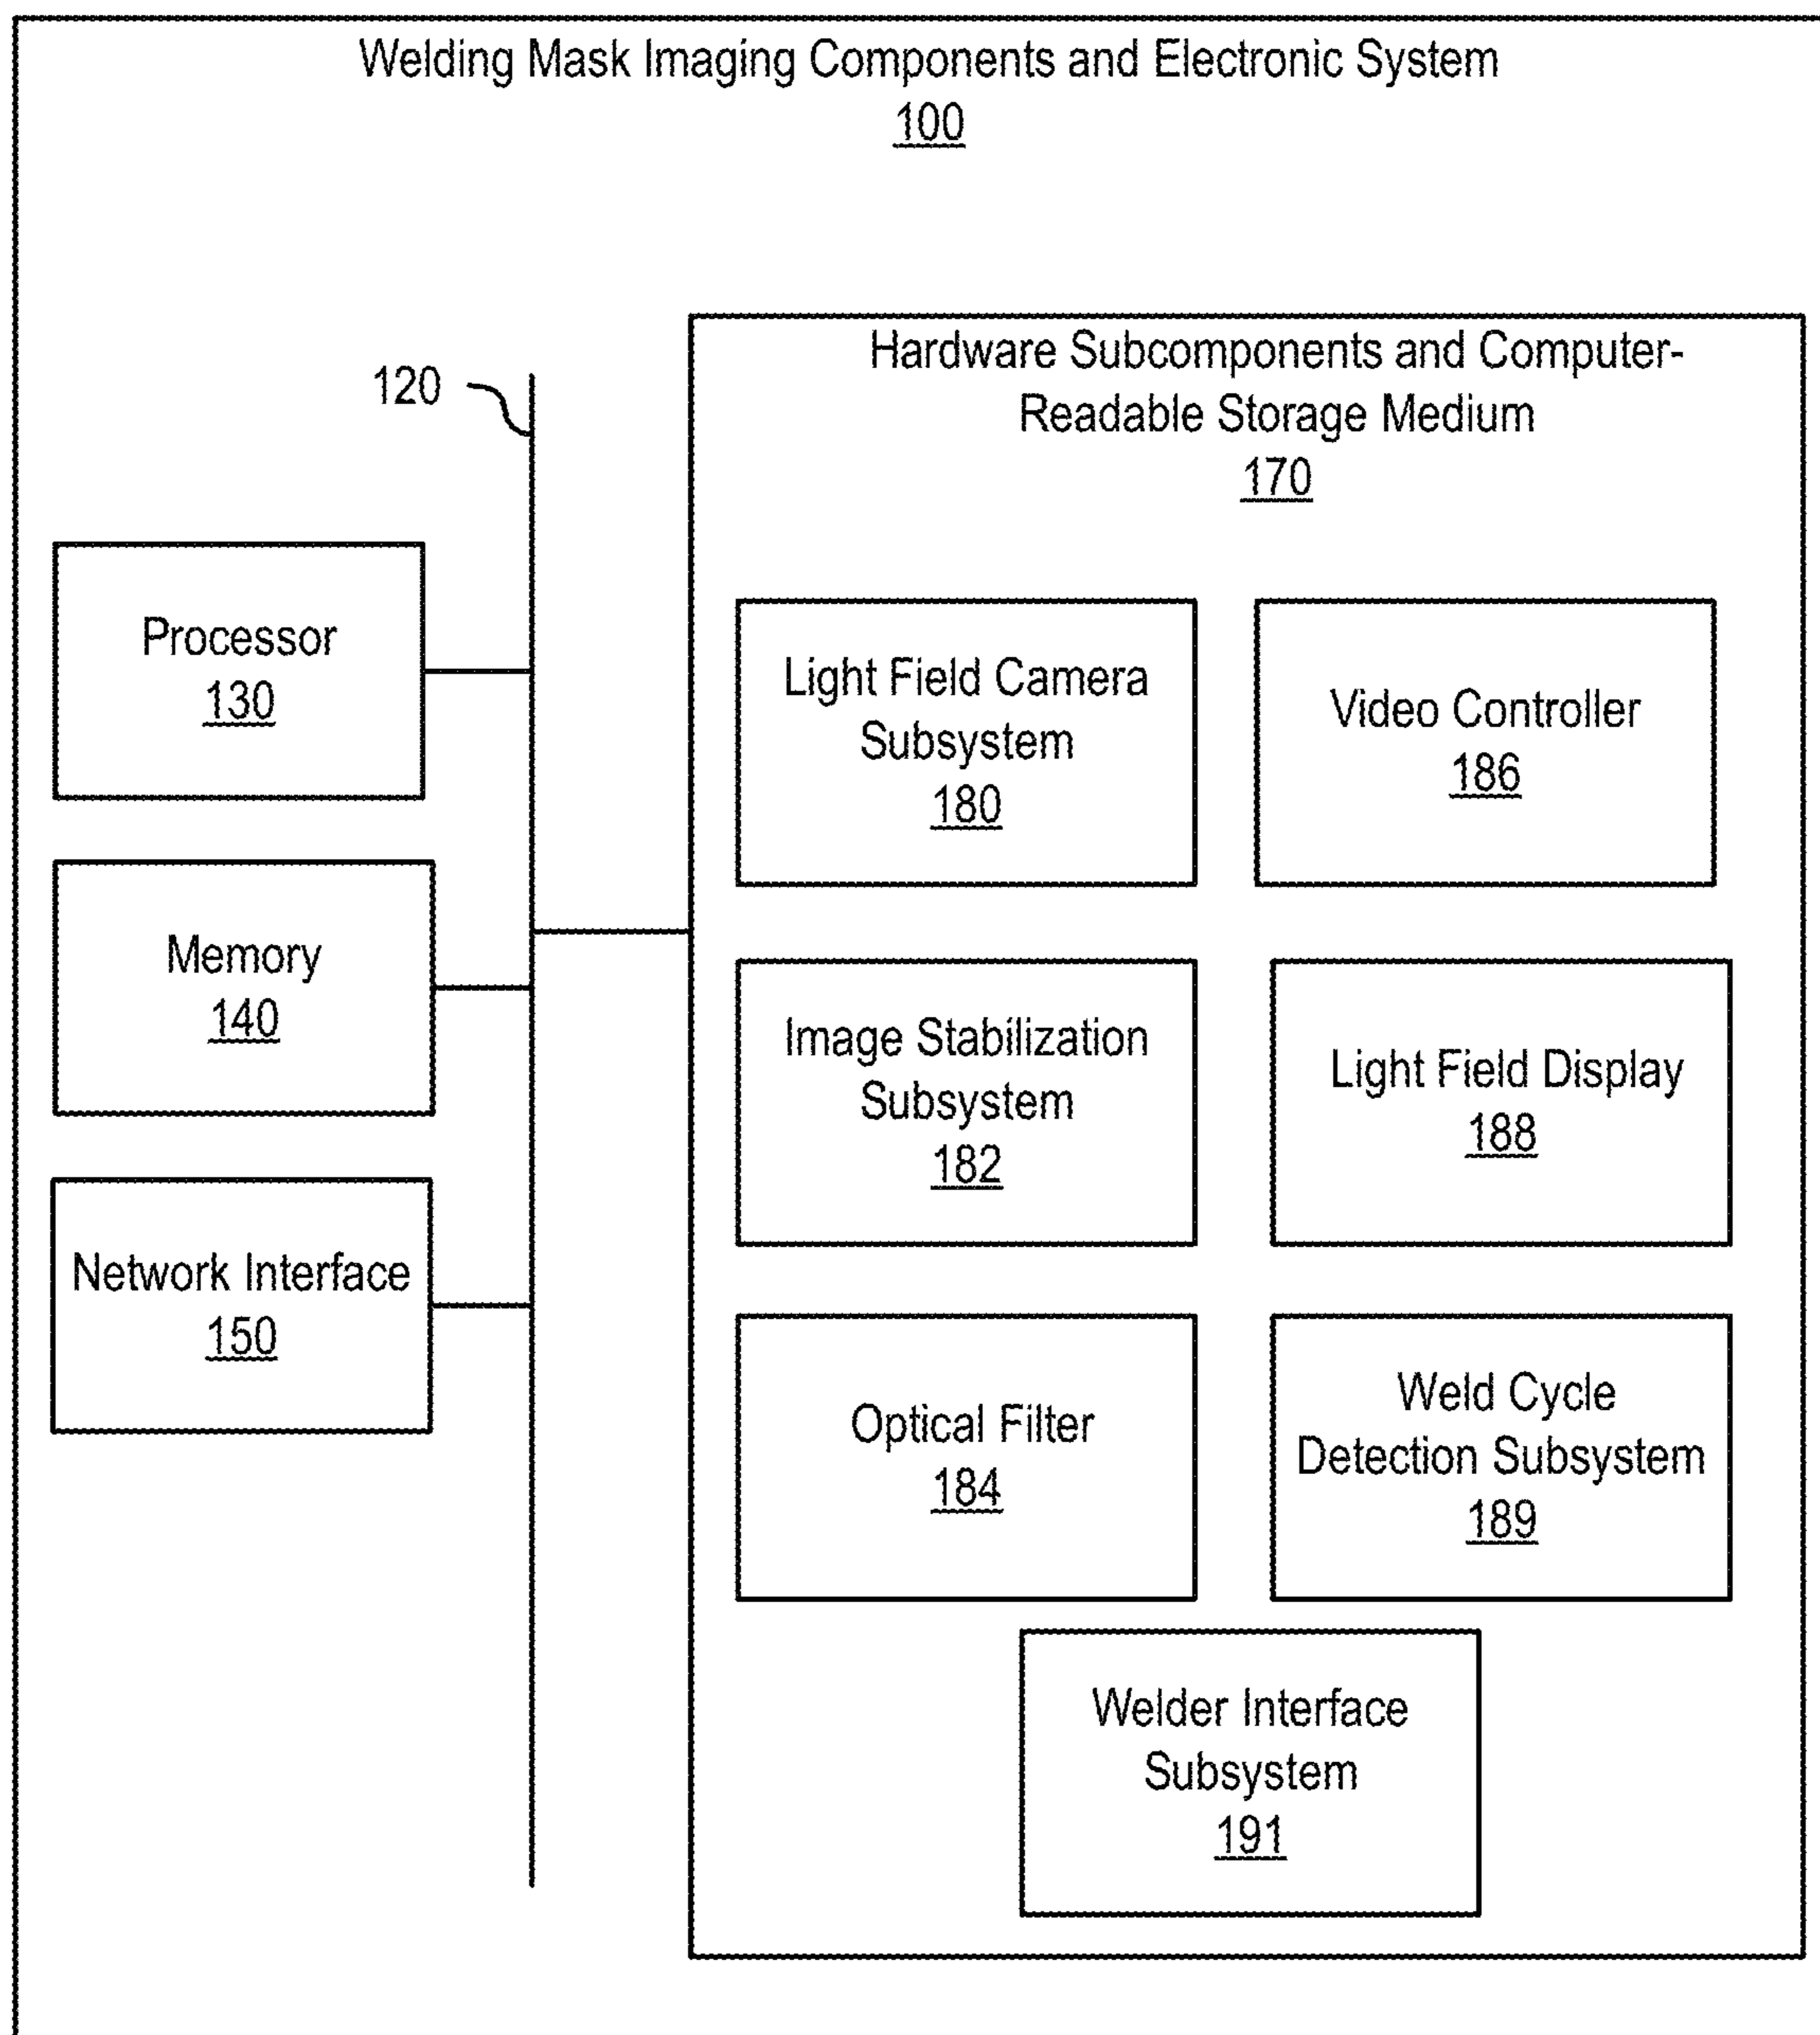 Welding Mask Imaging Components and Electronic System
100
120
Processor
130
Memory
140
Network Interface
150
Hardware Subcomponents and Computer-
Readable Storage Medium
170
Light Field Camera
Subsystem
180
Video Controller
186
Image Stabilization
Subsystem
182
Light Field Display
188
Optical Filter
184
Weld Cycle
Detection Subsystem
189
Welder Interface
Subsystem
191